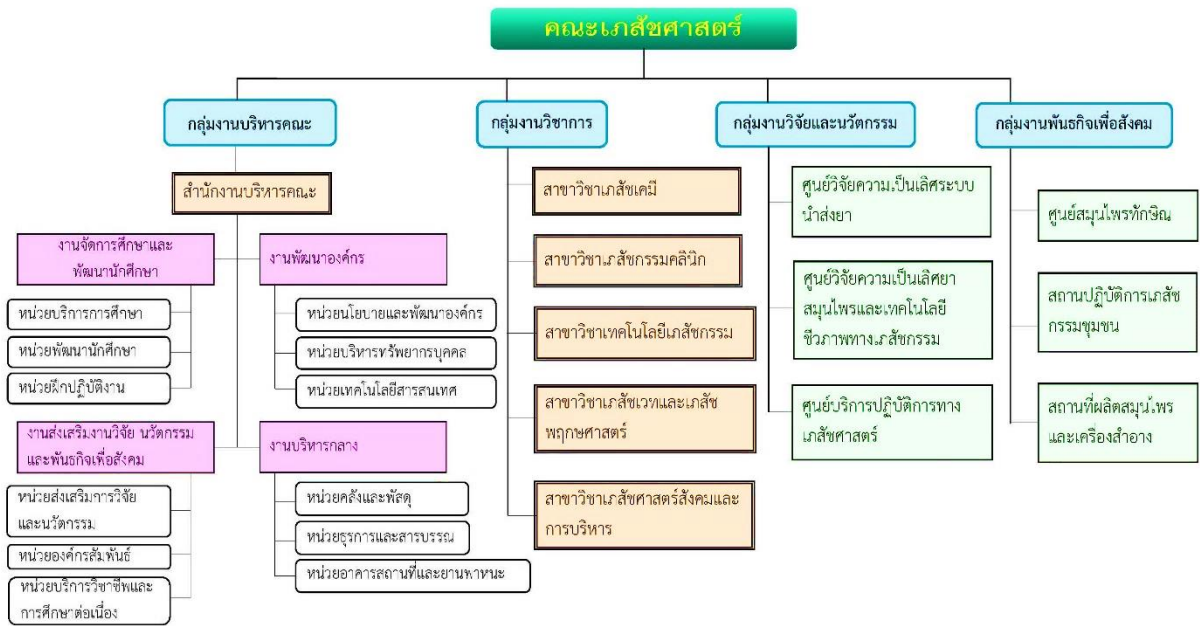 คณะเภสัชศาสตร์
กลุ่มงานบริหารคณะ
สำนักงานบริหารคณะ
งานจัดการศึกษาและ
พัฒนานักศึกษา
หน่วยบริการการศึกษา
หน่วยพัฒนานักศึกษา
หน่วยฝึกปฏิบัติงาน
งานพัฒนาองค์กร
หน่วยนโยบายและพัฒนาองค์กร
หน่วยบริหารทรัพยากรบุคคล
หน่วยเทคโนโลยีสารสนเทศ
งานส่งเสริมงานวิจัย นวัตกรรม
และพันธกิจเพื่อสังคม
หน่วยส่งเสริมการวิจัย
และนวัตกรรม
หน่วยองค์กรสัมพันธ์
หน่วยบริการวิชาชีพและ
การศึกษาต่อเนื่อง
งานบริหารกลาง
หน่วยคลังและพัสดุ
หน่วยธุรการและสารบรรณ
หน่วยอาคารสถานที่และยานพาหนะ
กลุ่มงานวิชาการ
สาขาวิชาเภสัชเคมี
สาขาวิชาเภสัชกรรมคลินิก
สาขาวิชาเทคโนโลยีเภสัชกรรม
สาขาวิชาเภสัชเวทและเภสัช
พฤกษศาสตร์
สาขาวิชาเภสัชศาสตร์สังคมและ
การบริหาร
กลุ่มงานวิจัยและนวัตกรรม
ศูนย์วิจัยความเป็นเลิศระบบ
นำส่งยา
ศูนย์วิจัยความเป็นเลิศยา
สมุนไพรและเทคโนโลยี
ชีวภาพทางเภสัชกรรม
ศูนย์บริการปฏิบัติการทาง
เภสัชศาสตร์
กลุ่มงานพันธกิจเพื่อสังคม
ศูนย์สมุนไพรทักษิณ
สถานปฏิบัติการเภสัช
กรรมชุมชน
สถานที่ผลิตสมุนไพร
และเครื่องสำอาง